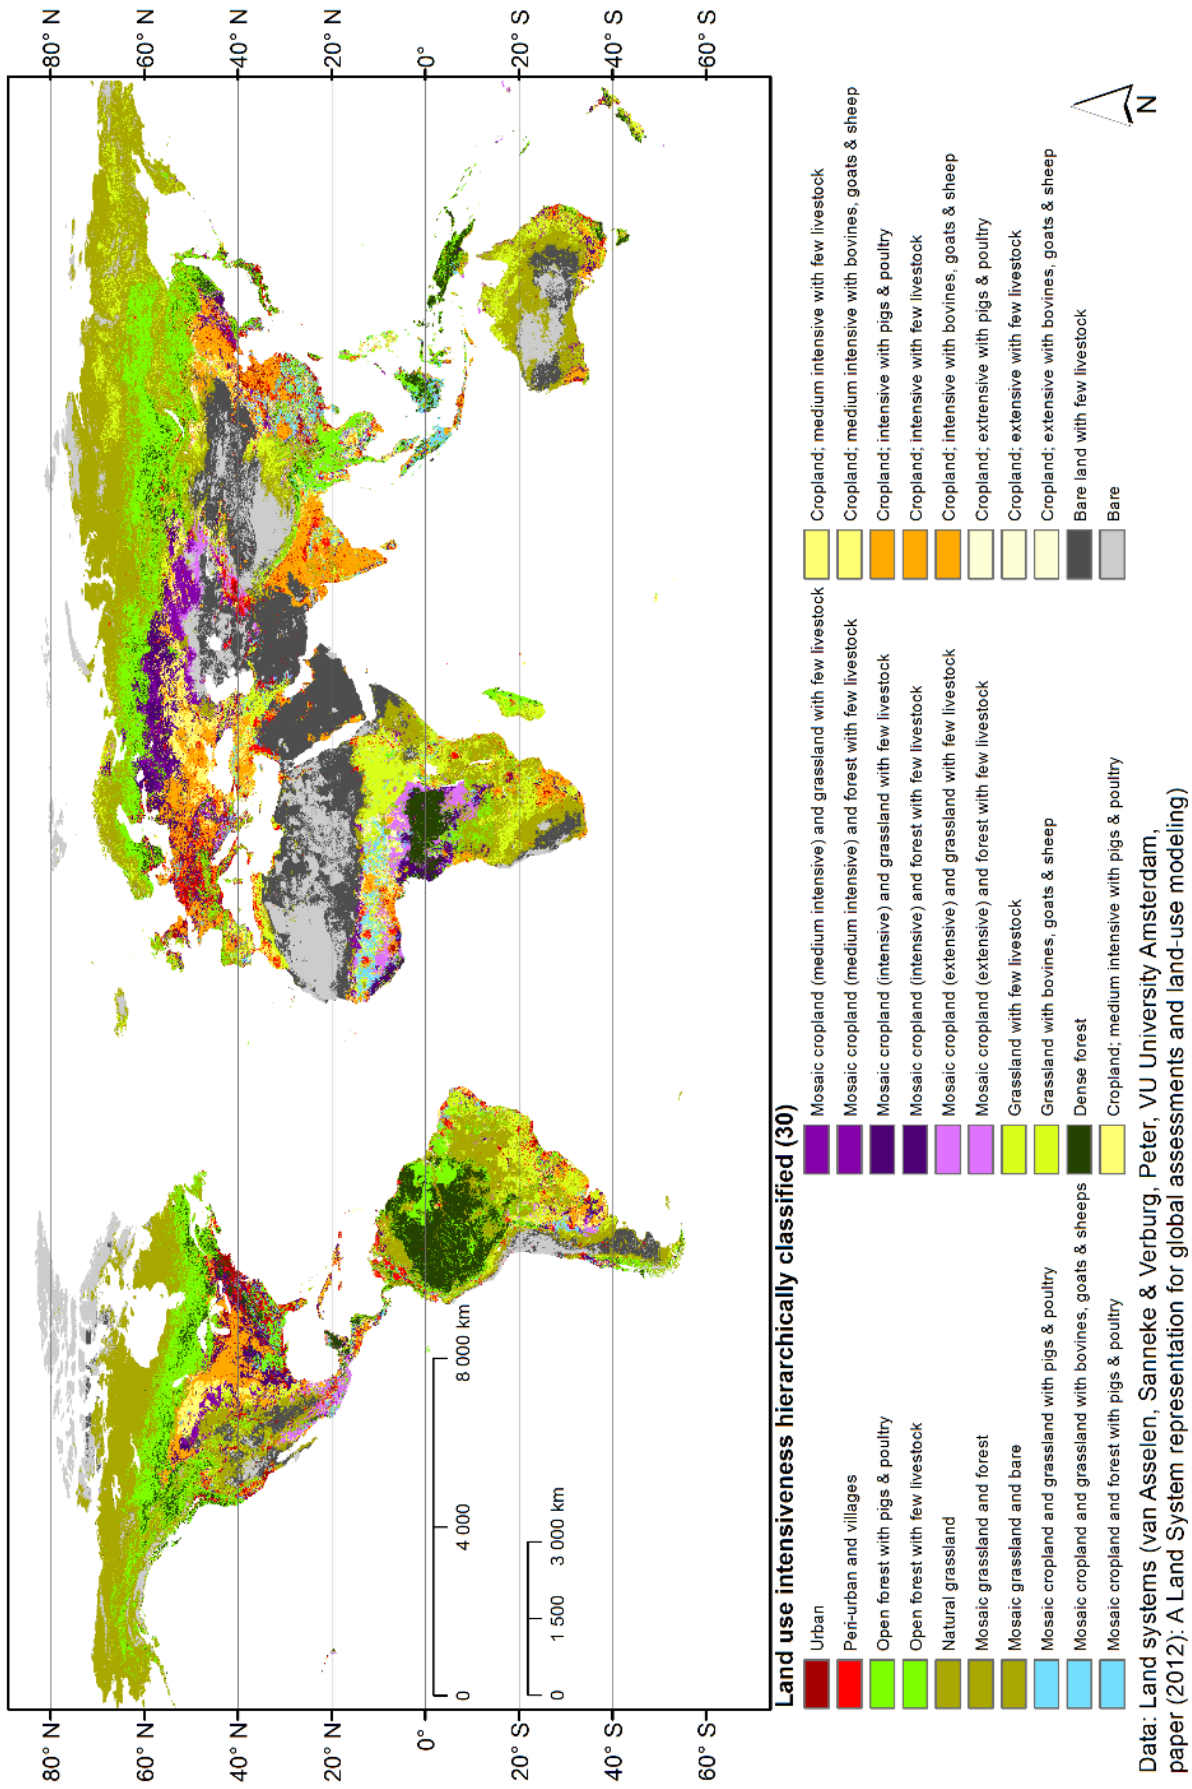 80° N
60° N
40° N
20° N
0°
20° S
40° S
60° S
80° N
60° N
40° N
20° N
0°
20° S
40° S
60° S
0 4 000 8 000 km
0 1 500 3 000 km
Land use intensiveness hierarchically classified (30)
Urban
Peri-urban and villages
Open forest with pigs & poultry
Open forest with few livestock
Natural grassland
Mosaic grassland and forest
Mosaic grassland and bare
Mosaic cropland and grassland with pigs & poultry
Mosaic cropland and grassland with bovines, goats & sheeps
Mosaic cropland and forest with pigs & poultry
Mosaic cropland (medium intensive) and grassland with few livestock
Mosaic cropland (medium intensive) and forest with few livestock
Mosaic cropland (intensive) and grassland with few livestock
Mosaic cropland (intensive) and forest with few livestock
Mosaic cropland (extensive) and grassland with few livestock
Mosaic cropland (extensive) and forest with few livestock
Grassland with few livestock
Grassland with bovines, goats & sheep
Dense forest
Cropland; medium intensive with pigs & poultry
Cropland; medium intensive with few livestock
Cropland; medium intensive with bovines, goats & sheep
Cropland; intensive with pigs & poultry
Cropland; intensive with few livestock
Cropland; intensive with bovines, goats & sheep
Cropland; extrensive with pigs & poultry
Cropland; extensive with few livestock
Cropland; extensive with bovines, goats & sheep
Bare land with few livestock
Bare
N
Data: Land systems (van Asselen, Sanneke & Verburg, Peter, VU University Amsterdam,
paper (2012): A Land System representation for global assessments and land-use modeling)